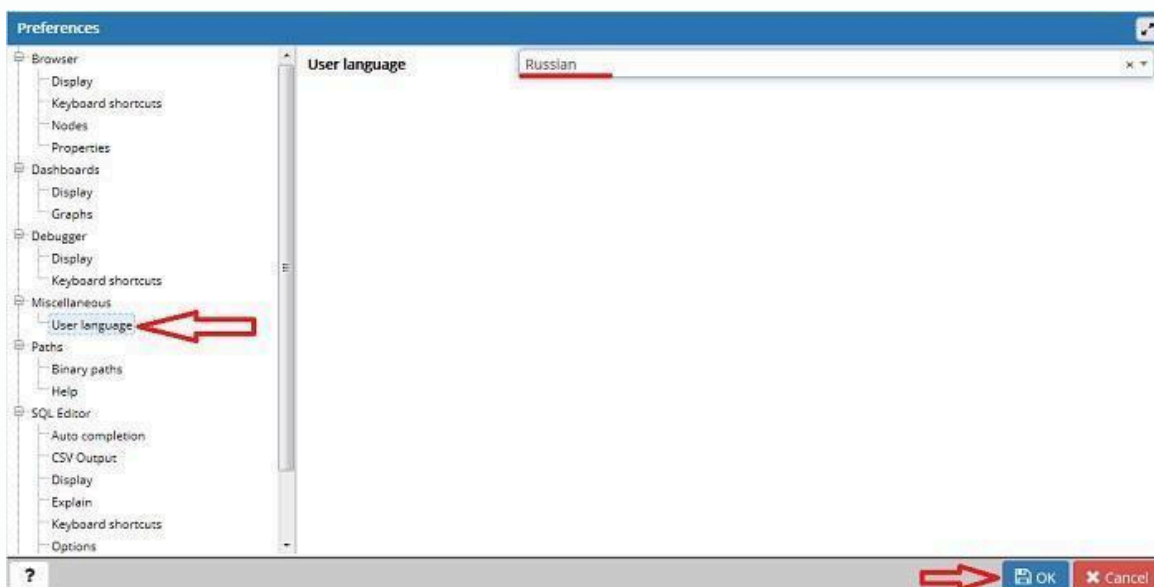 Preferences
Browser
Display
Keyboard shortcuts
Nodes
Properties
Dashboards
Display
Graphs
Debugger
Display
Keyboard shortcuts
Miscellaneous
User language
Paths
Binary paths
Help
SQL Editor
Auto completion
CSV Output
Display
Explain
Keyboard shortcuts
Options
User language Russian
? OK Cancel